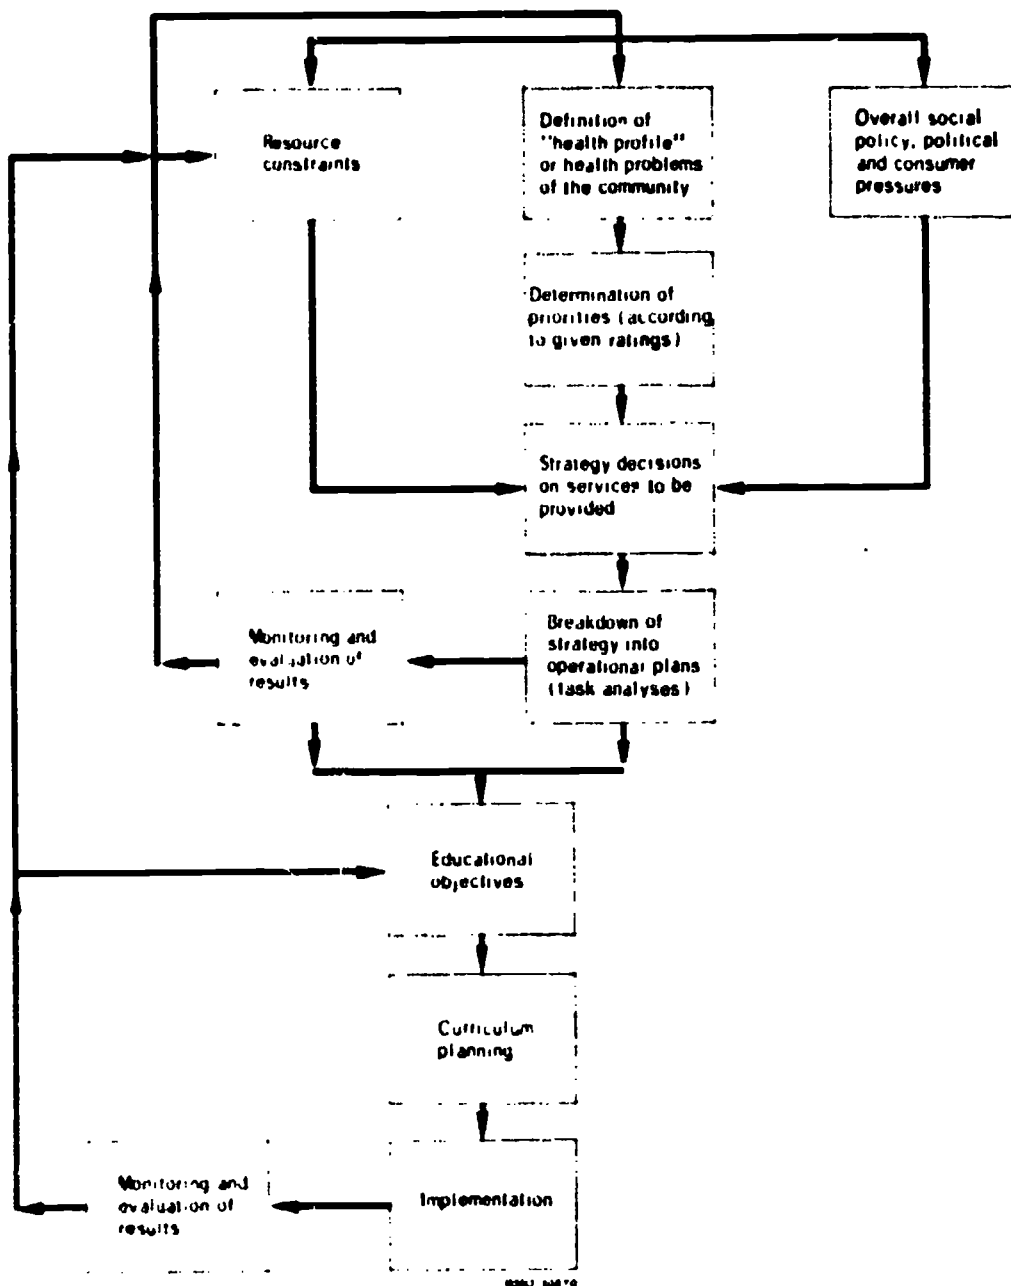 Resource
constraints
Definition of
"health profile"
or health problems
of the community
Overall social
policy, political
and consumer
pressures
Determination of
priorities (according
to given ratings)
Strategy decisions
on services to be
provided
Monitoring and
evaluation of
results
Breakdown of
strategy into
operational plans
(task analyses)
Educational
objectives
Curriculum
planning
Monitoring and
evaluation of
results
Implementation